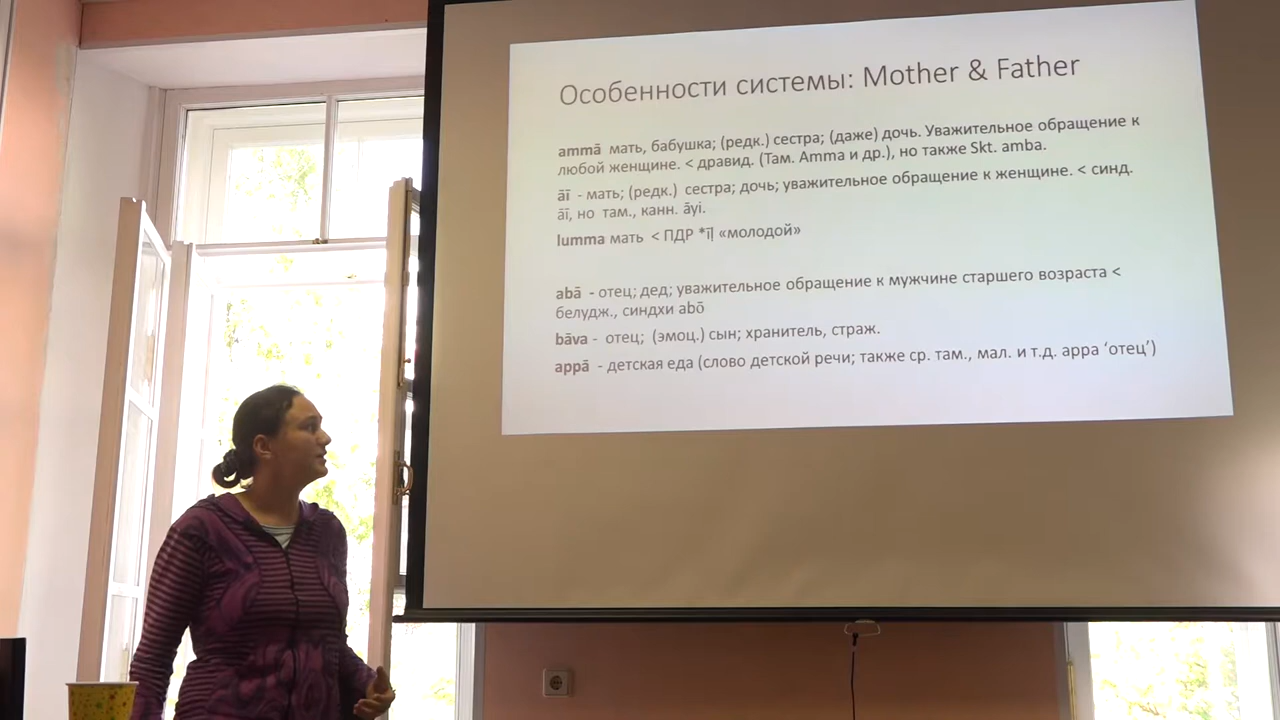 Особенности системы: Mother & Father
ammā мать, бабушка; (редк.) сестра; (даже) дочь. Уважительное обращение к
любой женщине. < дравид. (Там. Amma и др.), но также Skt. amba.
āī - мать; (редк.) сестра; дочь; уважительное обращение к женщине. < синд.
āī, но там., канн. āyi.
lumma мать < ПДР *īḷ «молодой»
abā - отец; дед; уважительное обращение к мужчине старшего возраста <
белудж., синдхи abō
bāva - отец; (эмоц.) сын; хранитель, страж.
appā - детская еда (слово детской речи; также ср. там., мал. и т.д. appa ‘отец’)